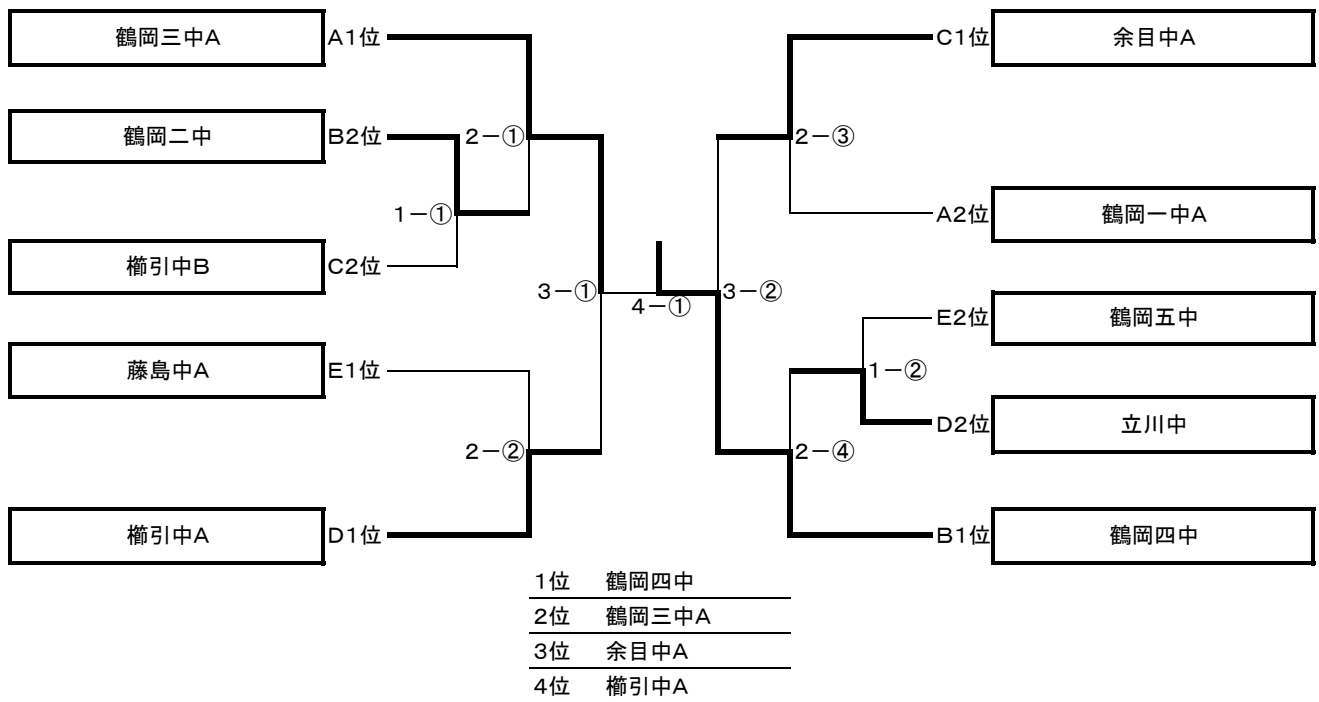 鶴岡三中A A1位 C1位 余目中A
鶴岡二中 B2位 2－① 2－③
1－① A2位 鶴岡一中A
櫛引中B C2位
3－① 4－① 3－② E2位 鶴岡五中
藤島中A E1位 1－②
D2位 立川中
2－② 2－④
櫛引中A D1位 B1位 鶴岡四中
1位 鶴岡四中
2位 鶴岡三中A
3位 余目中A
4位 櫛引中A